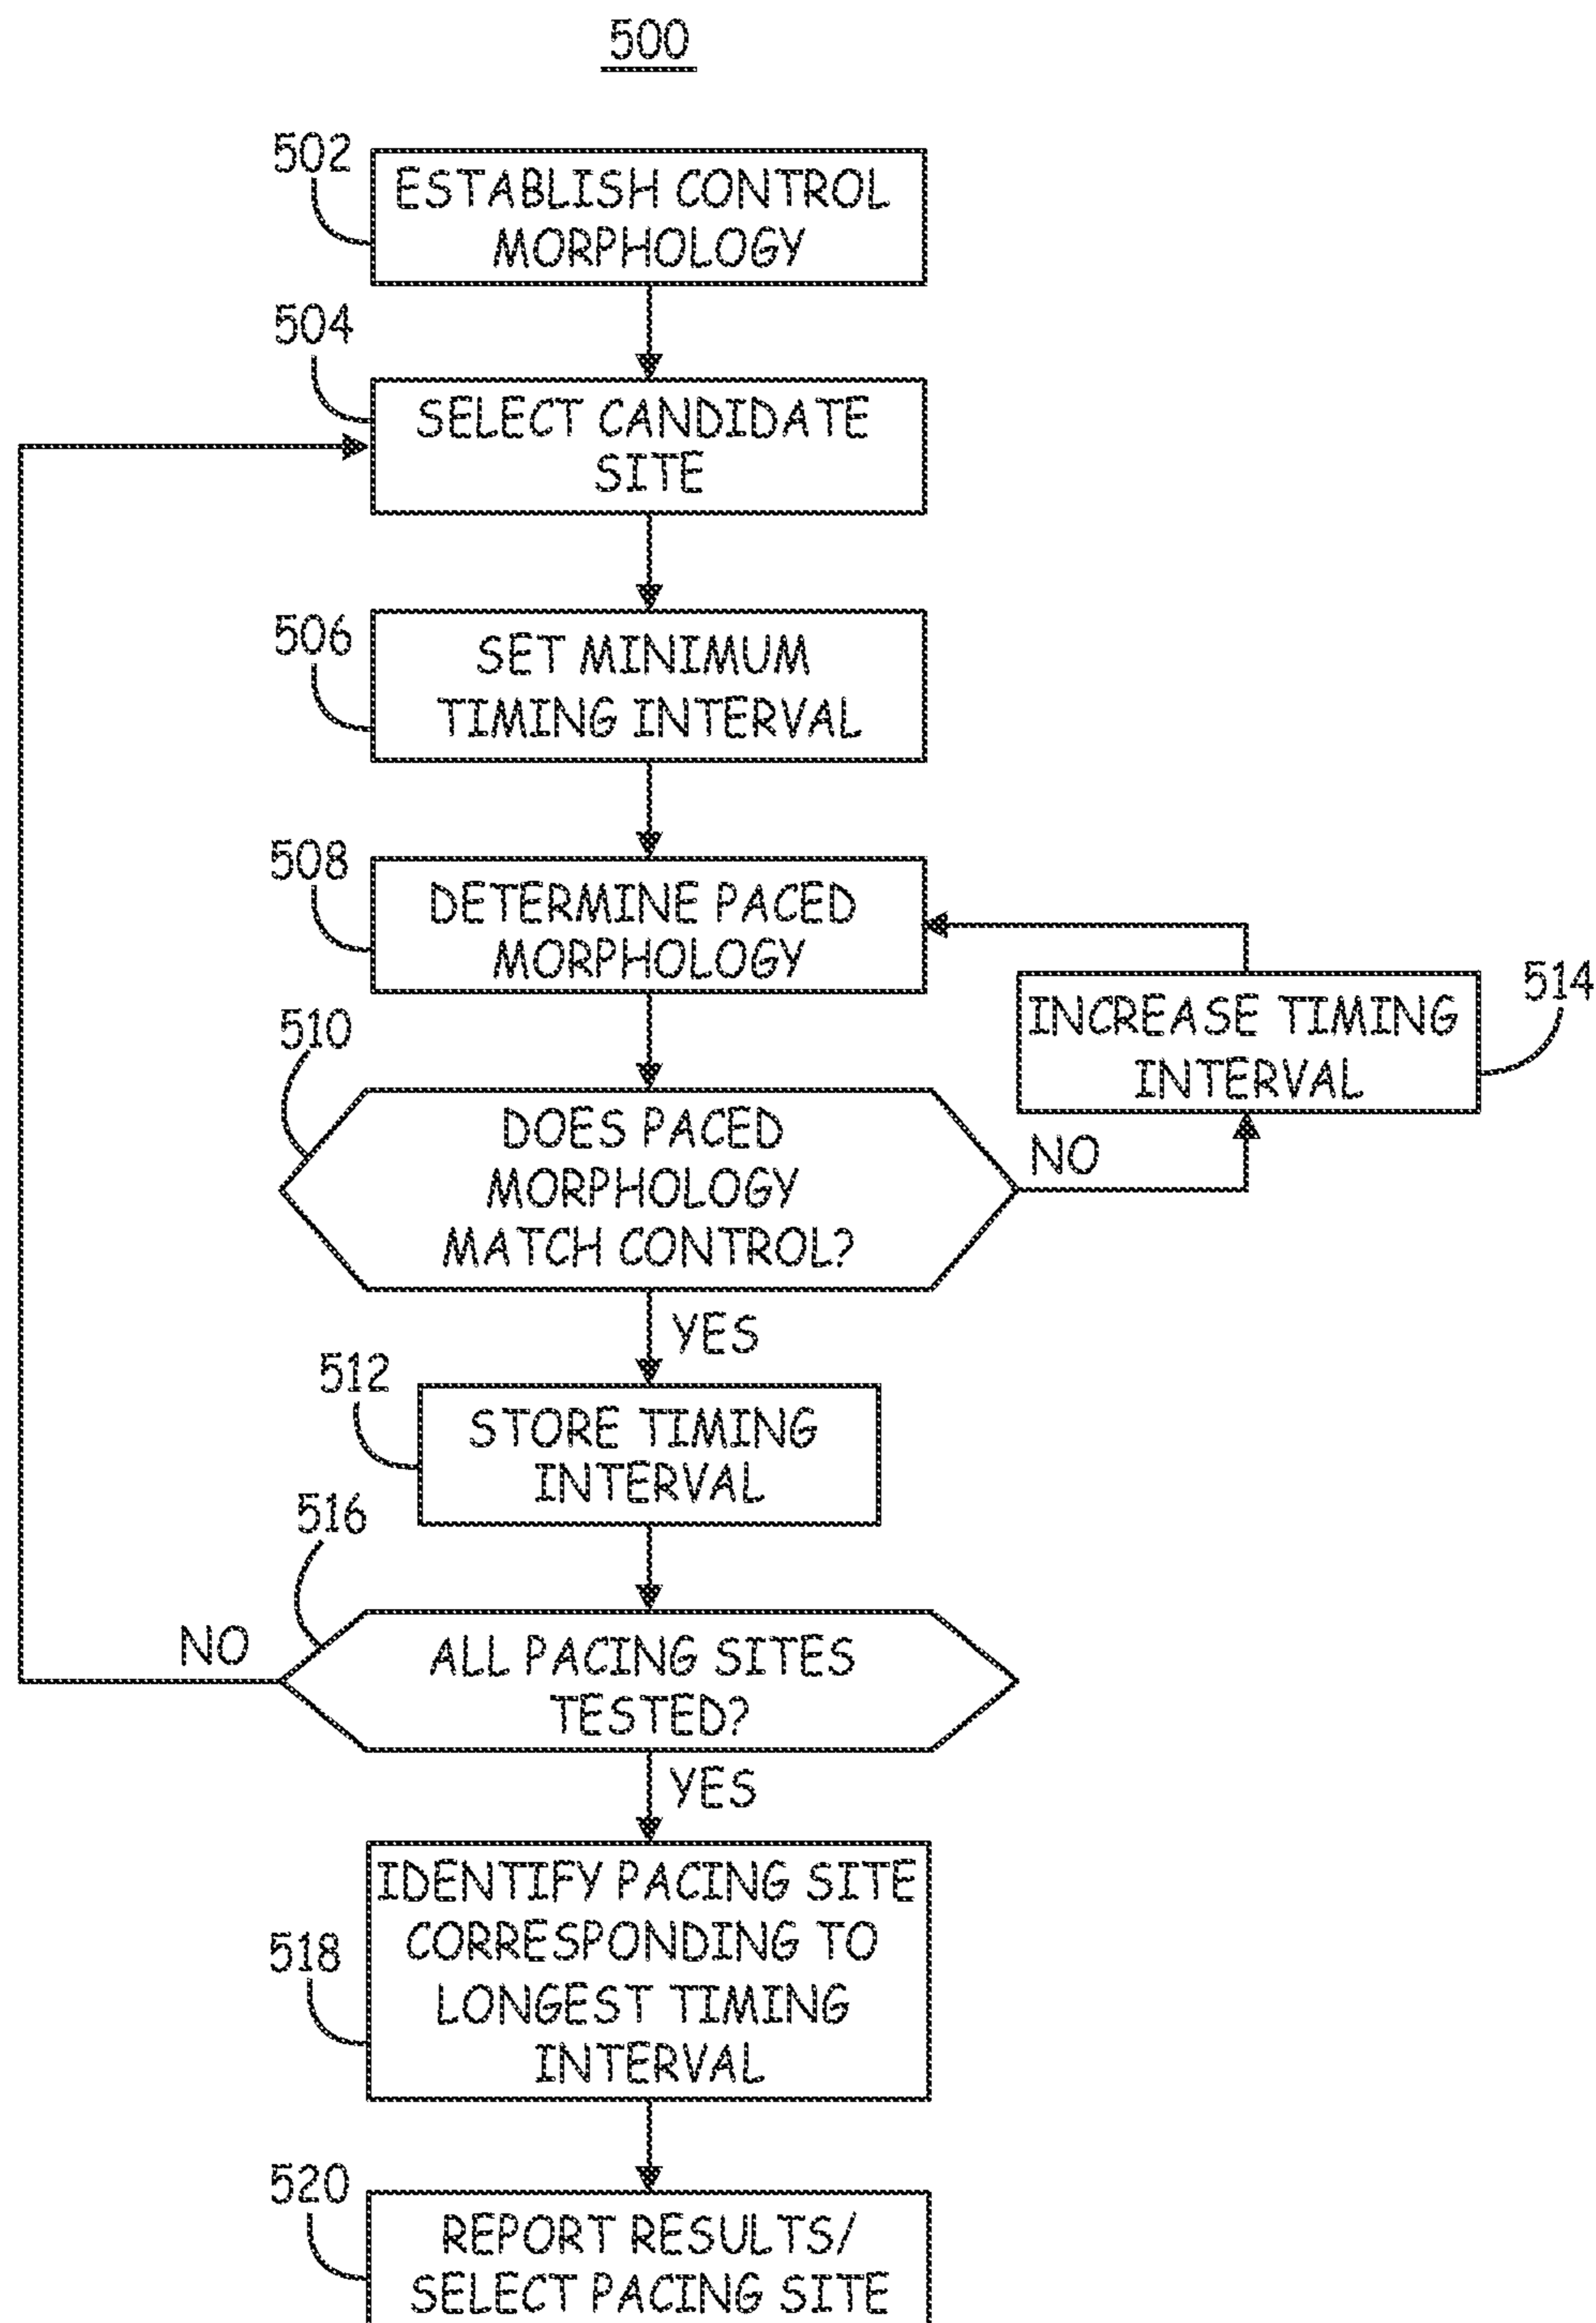 500
502
ESTABLISH CONTROL
MORPHOLOGY
504
SELECT CANDIDATE
SITE
506
SET MINIMUM
TIMING INTERVAL
508
DETERMINE PACED
MORPHOLOGY
514
INCREASE TIMING
INTERVAL
510
DOES PACED
MORPHOLOGY
MATCH CONTROL?
NO
YES
512
STORE TIMING
INTERVAL
516
ALL PACING SITES
TESTED?
NO
YES
518
IDENTIFY PACING SITE
CORRESPONDING TO
LONGEST TIMING
INTERVAL
520
REPORT RESULTS/
SELECT PACING SITE